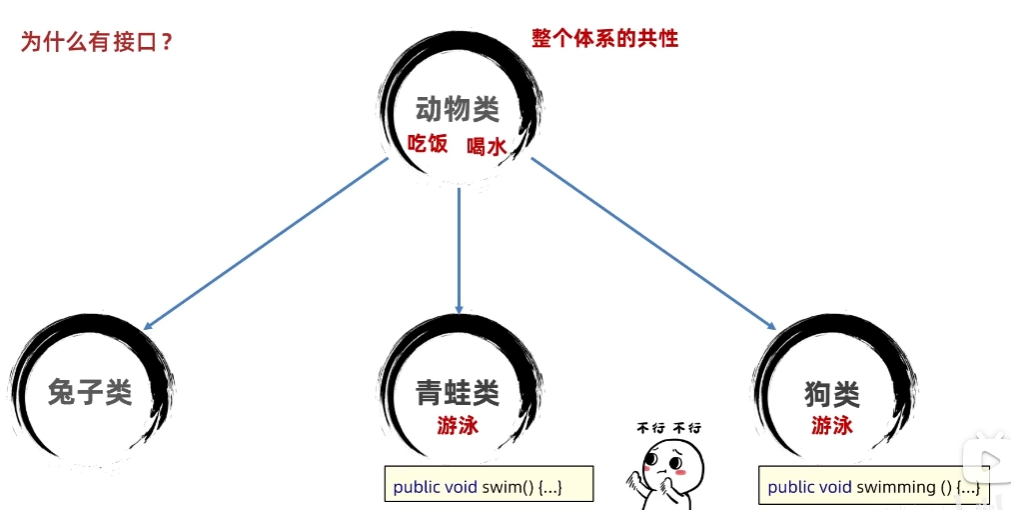 为什么有接口？
整个体系的共性
动物类
吃饭 喝水
兔子类
青蛙类
游泳
狗类
游泳
不行 不行
public void swim() {...}
public void swimming () {...}